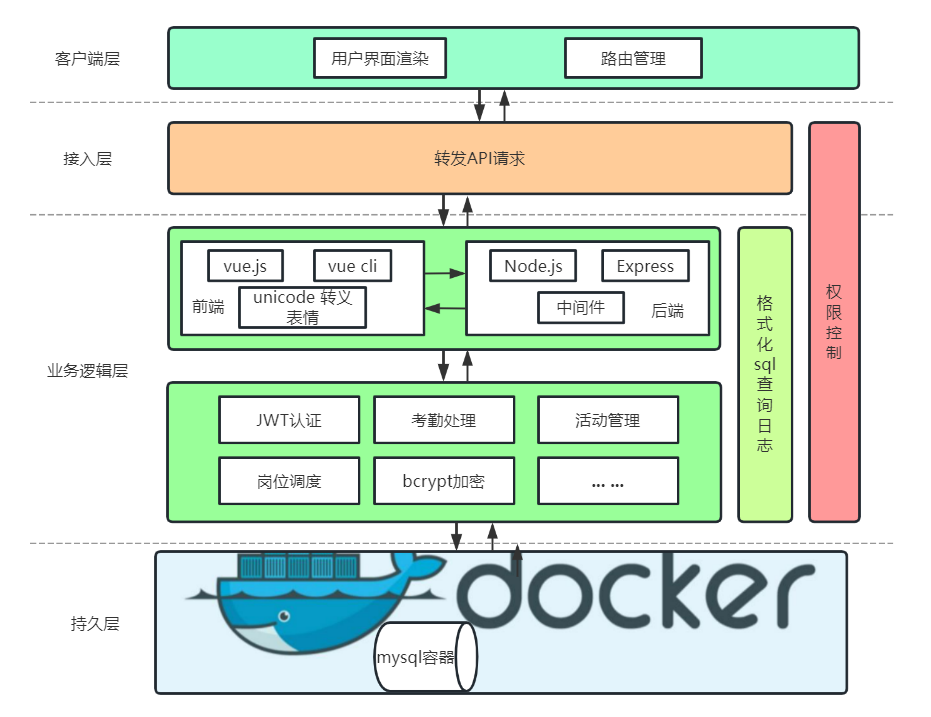 客户端层
用户界面渲染
路由管理
接入层
转发API请求
业务逻辑层
vue.js
vue cli
前端
unicode 转义
表情
Node.js
Express
中间件
后端
JWT认证
考勤处理
活动管理
岗位调度
bcrypt加密
... ...
格
式
化
sql
查
询
日
志
权
限
控
制
持久层
docker
mysql容器